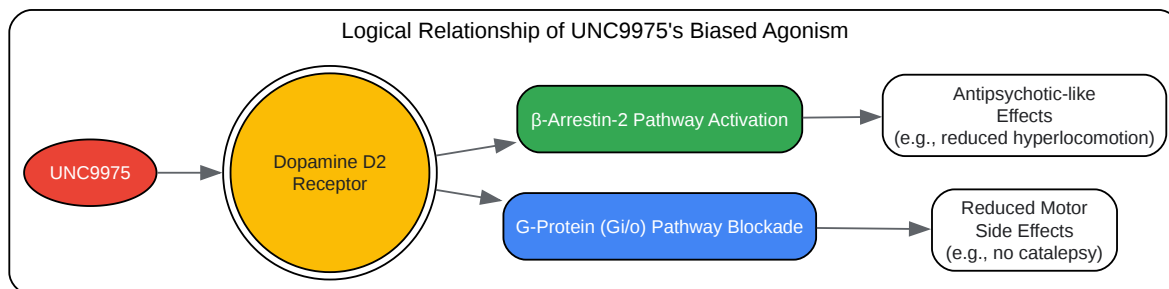 Logical Relationship of UNC9975's Biased Agonism
UNC9975
Dopamine D2
Receptor
β-Arrestin-2 Pathway Activation
Antipsychotic-like
Effects
(e.g., reduced hyperlocomotion)
G-Protein (Gi/o) Pathway Blockade
Reduced Motor
Side Effects
(e.g., no catalepsy)